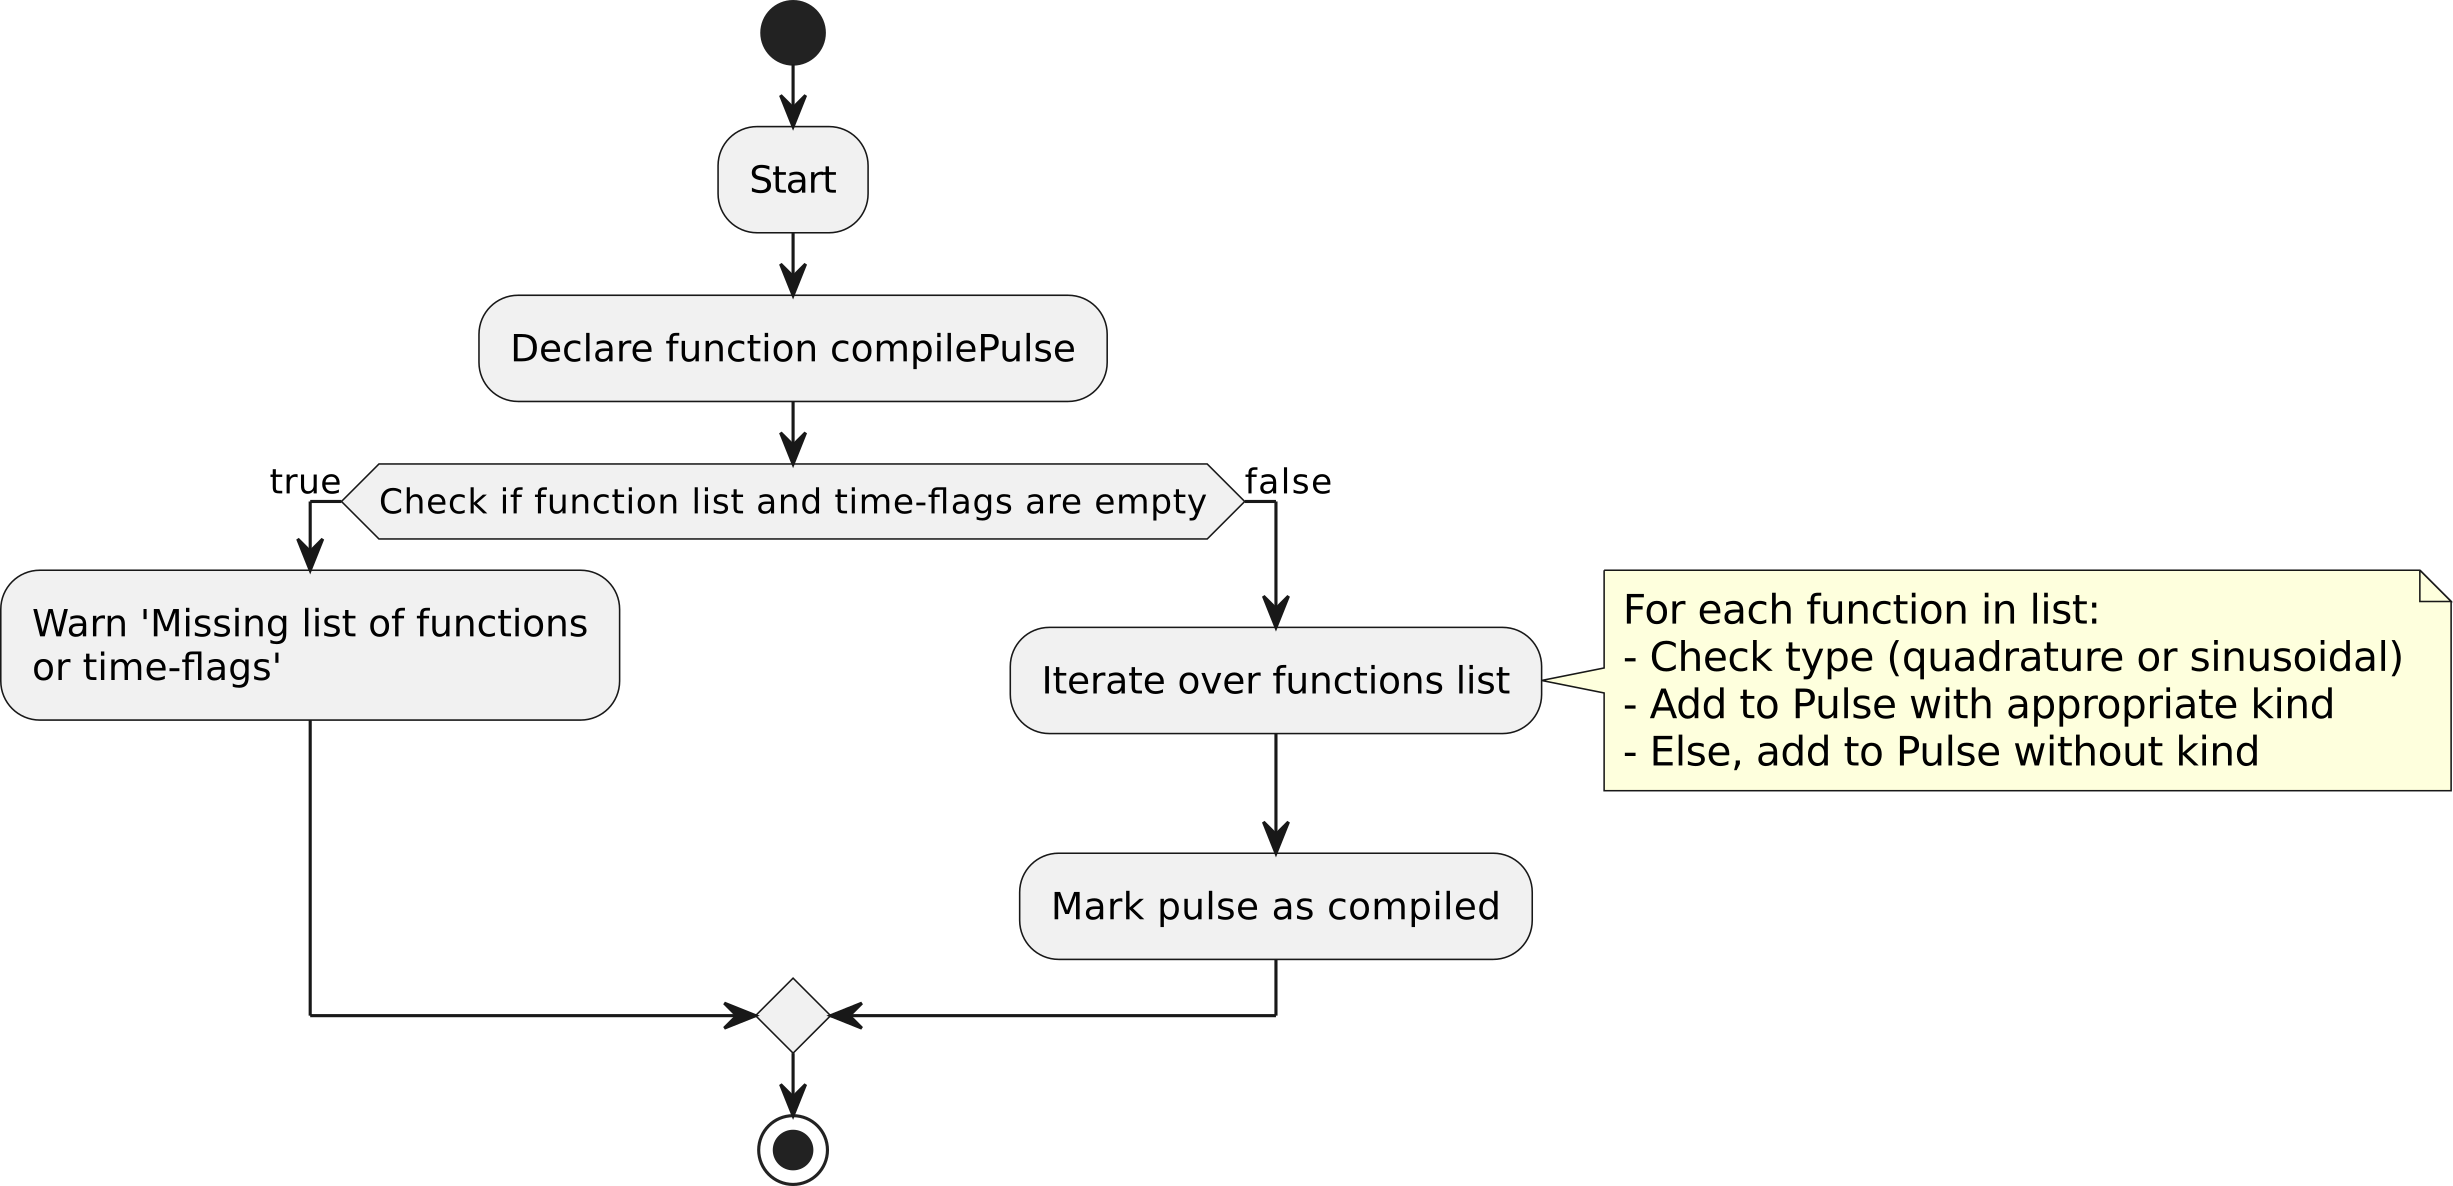 Start
Declare function compilePulse
true
Check if function list and time-flags are empty
false
Warn 'Missing list of functions
or time-flags'
Iterate over functions list
For each function in list:
- Check type (quadrature or sinusoidal)
- Add to Pulse with appropriate kind
- Else, add to Pulse without kind
Mark pulse as compiled